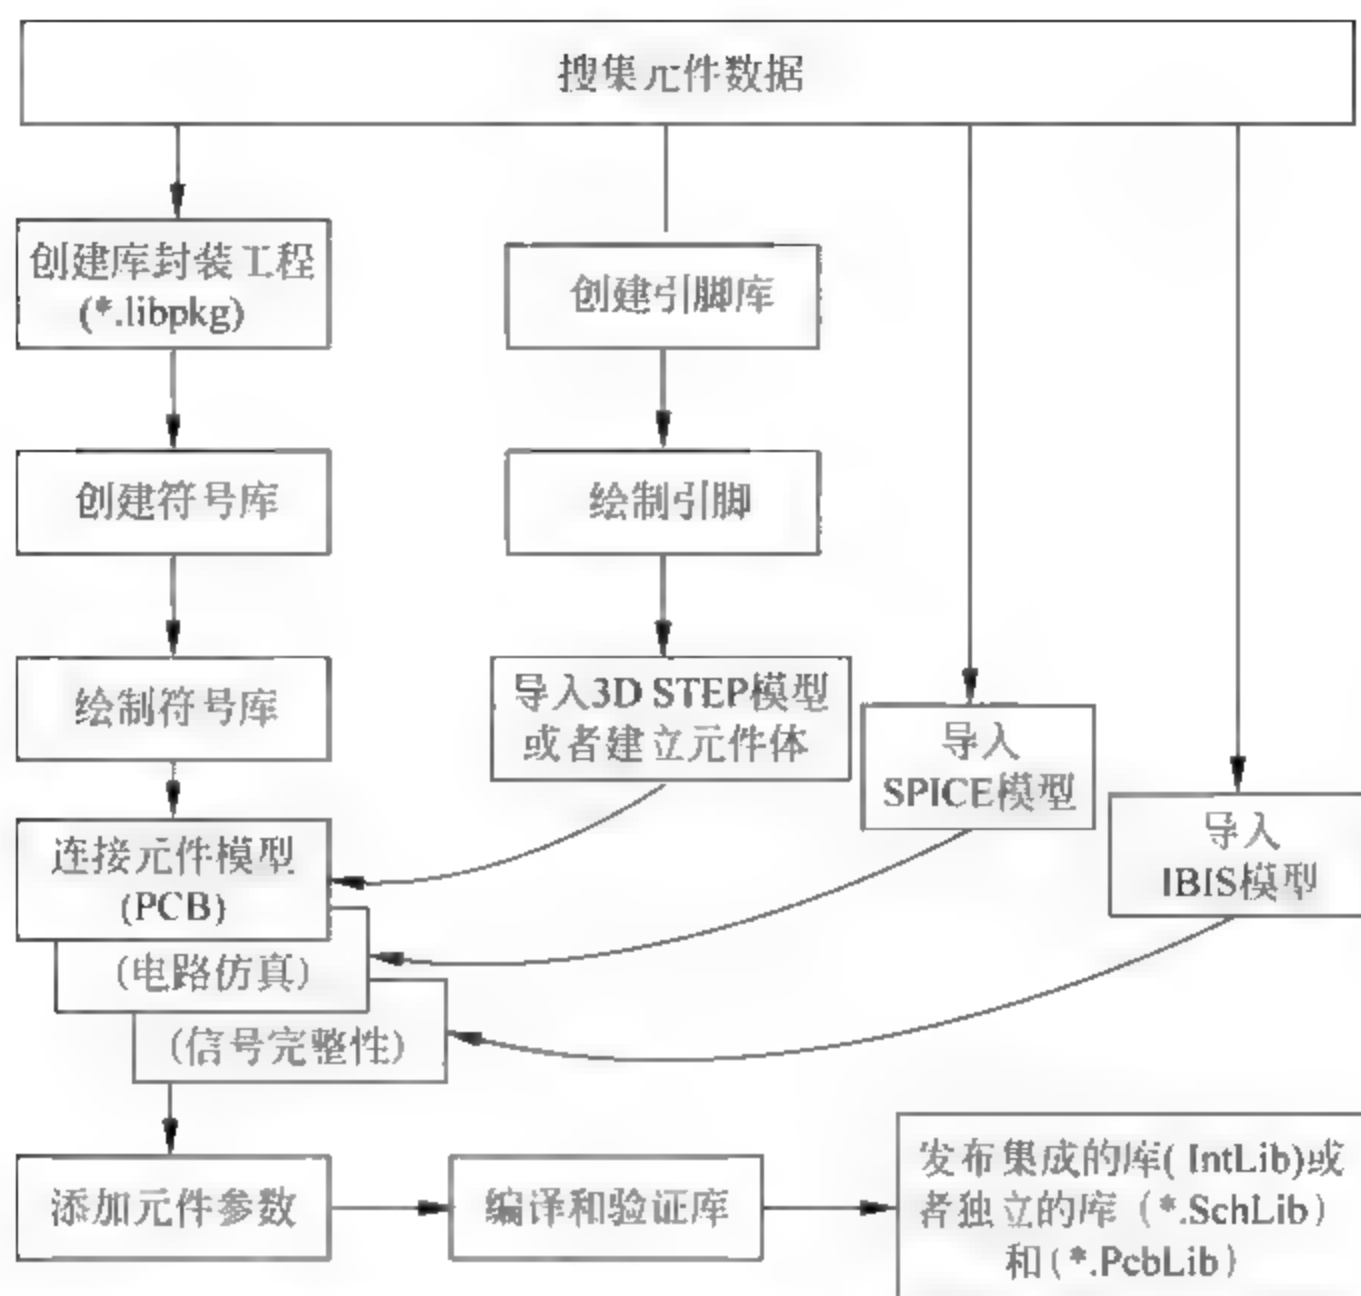 搜集元件数据
创建库封装工程
(*.libpkg)
创建引脚库
创建符号库
绘制引脚
绘制符号库
导入3D STEP模型
或者建立元件体
导入
SPICE模型
导入
IBIS模型
连接元件模型
(PCB)
(电路仿真)
(信号完整性)
添加元件参数
编译和验证库
发布集成的库( IntLib)或
者独立的库（*.SchLib）
和(*.PcbLib)